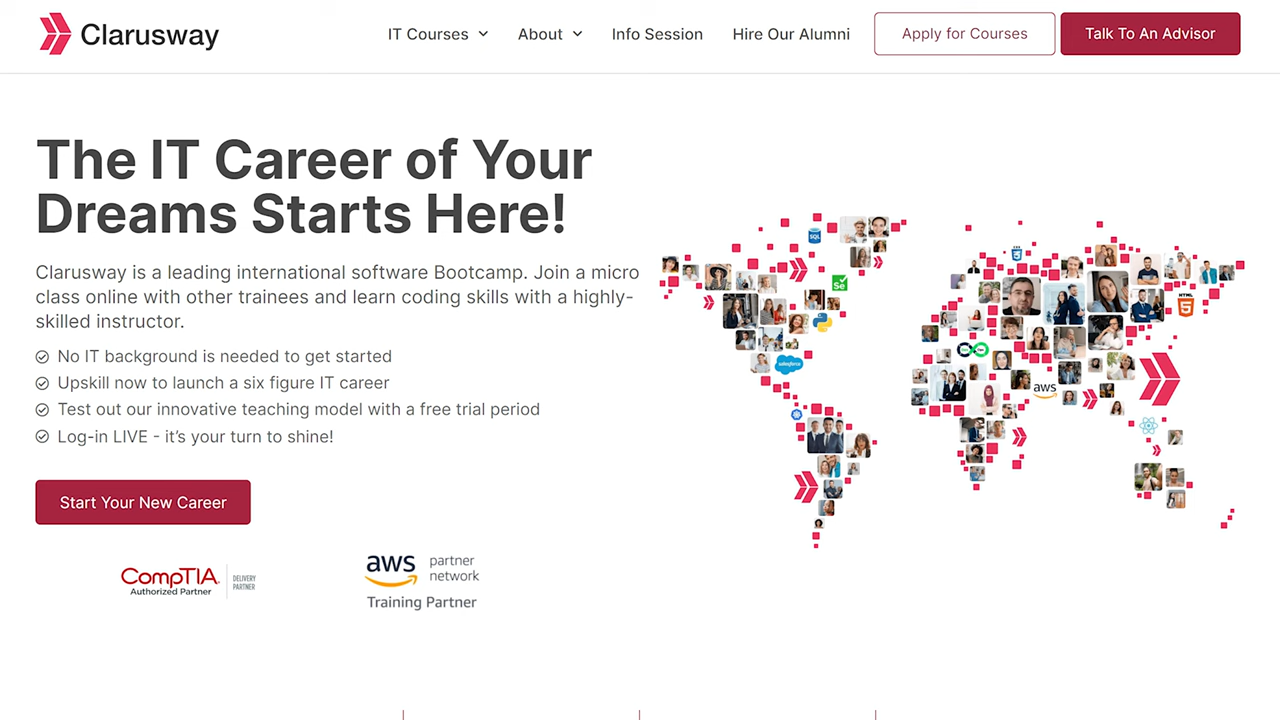 Clarusway
IT Courses
About
Info Session
Hire Our Alumni
Apply for Courses
Talk To An Advisor
The IT Career of Your
Dreams Starts Here!
Clarusway is a leading international software Bootcamp. Join a micro
class online with other trainees and learn coding skills with a highly-
skilled instructor.
No IT background is needed to get started
Upskill now to launch a six figure IT career
Test out our innovative teaching model with a free trial period
Log-in LIVE - it’s your turn to shine!
Start Your New Career
CompTIA.
Authorized Partner
DELIVERY
PARTNER
aws
partner
network
Training Partner
SQL
CSS
Se
HTML
salesforce
aws